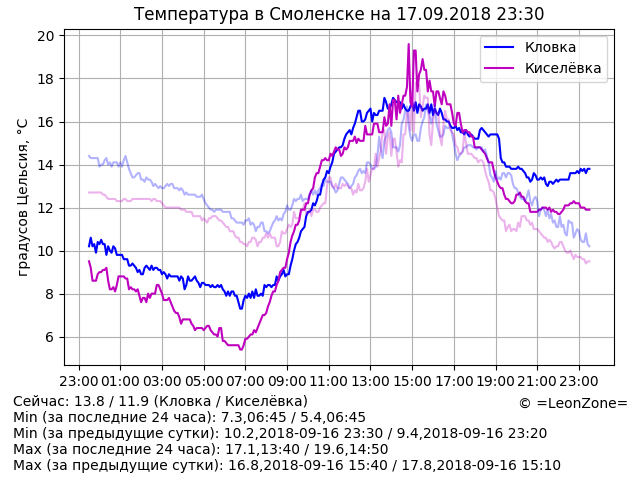 Температура в Смоленске на 17.09.2018 23:30
Кловка
Киселёвка
градусов Цельсия, °C
20
18
16
14
12
10
8
6
23:00 01:00 03:00 05:00 07:00 09:00 11:00 13:00 15:00 17:00 19:00 21:00 23:00
Сейчас: 13.8 / 11.9 (Кловка / Киселёвка)
© =LeonZone=
Min (за последние 24 часа): 7.3,06:45 / 5.4,06:45
Min (за предыдущие сутки): 10.2,2018-09-16 23:30 / 9.4,2018-09-16 23:20
Max (за последние 24 часа): 17.1,13:40 / 19.6,14:50
Max (за предыдущие сутки): 16.8,2018-09-16 15:40 / 17.8,2018-09-16 15:10